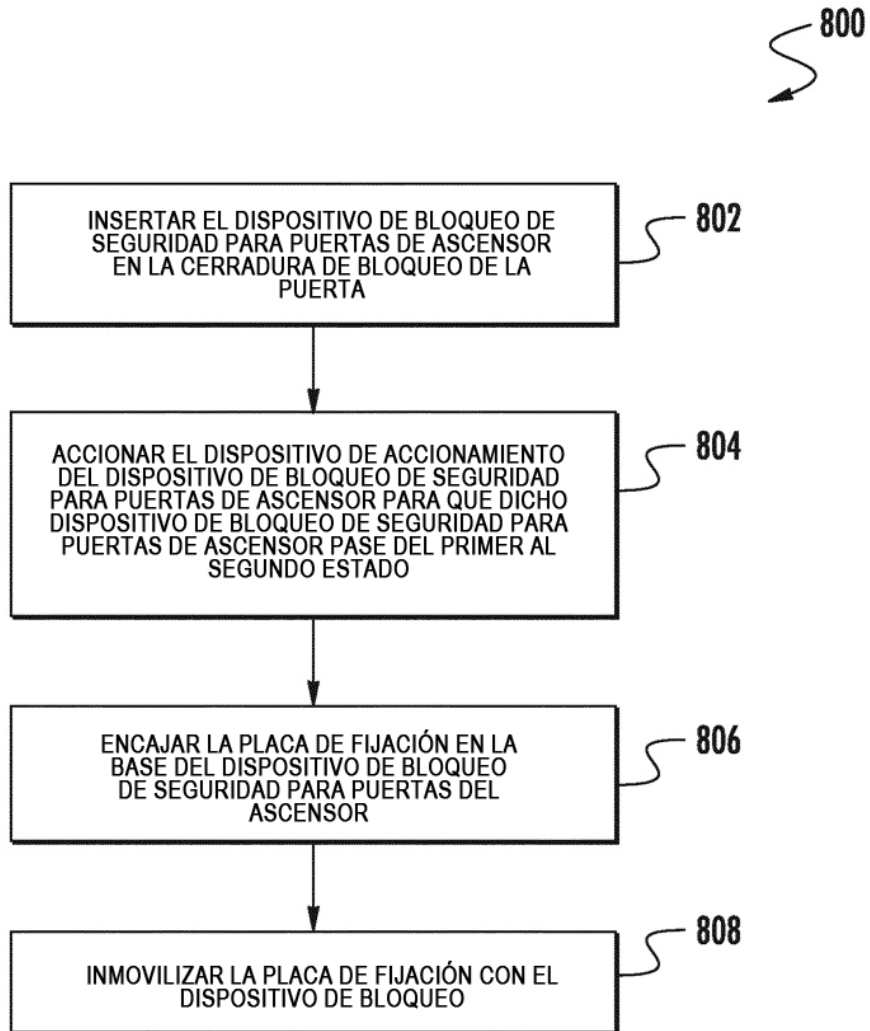 800
INSERTAR EL DISPOSITIVO DE BLOQUEO DE
SEGURIDAD PARA PUERTAS DE ASCENSOR
EN LA CERRADURA DE BLOQUEO DE LA
PUERTA
802
ACCIONAR EL DISPOSITIVO DE ACCIONAMIENTO
DEL DISPOSITIVO DE BLOQUEO DE SEGURIDAD
PARA PUERTAS DE ASCENSOR PARA QUE DICHO
DISPOSITIVO DE BLOQUEO DE SEGURIDAD PARA
PUERTAS DE ASCENSOR PASE DEL PRIMER AL
SEGUNDO ESTADO
804
ENCAJAR LA PLACA DE FIJACIÓN EN LA
BASE DEL DISPOSITIVO DE BLOQUEO
DE SEGURIDAD PARA PUERTAS DEL
ASCENSOR
806
INMOVILIZAR LA PLACA DE FIJACIÓN CON EL
DISPOSITIVO DE BLOQUEO
808